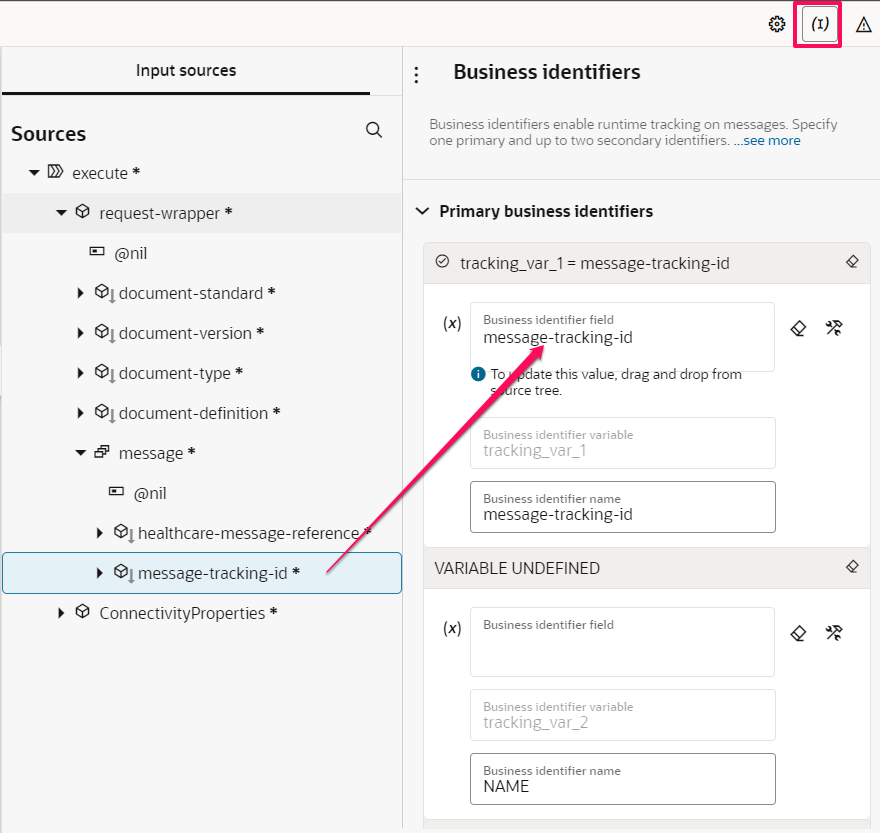 (I)
Input sources
Sources
execute *
request-wrapper *
@nil
document-standard *
document-version *
document-type *
document-definition *
message *
@nil
healthcare-message-reference *
message-tracking-id *
ConnectivityProperties *
Business identifiers
Business identifiers enable runtime tracking on messages. Specify
one primary and up to two secondary identifiers. ...see more
Primary business identifiers
tracking_var_1 = message-tracking-id
(x)
Business identifier field
message-tracking-id
To update this value, drag and drop from
source tree.
Business identifier variable
tracking_var_1
Business identifier name
message-tracking-id
VARIABLE UNDEFINED
(x)
Business identifier field
Business identifier variable
tracking_var_2
Business identifier name
NAME